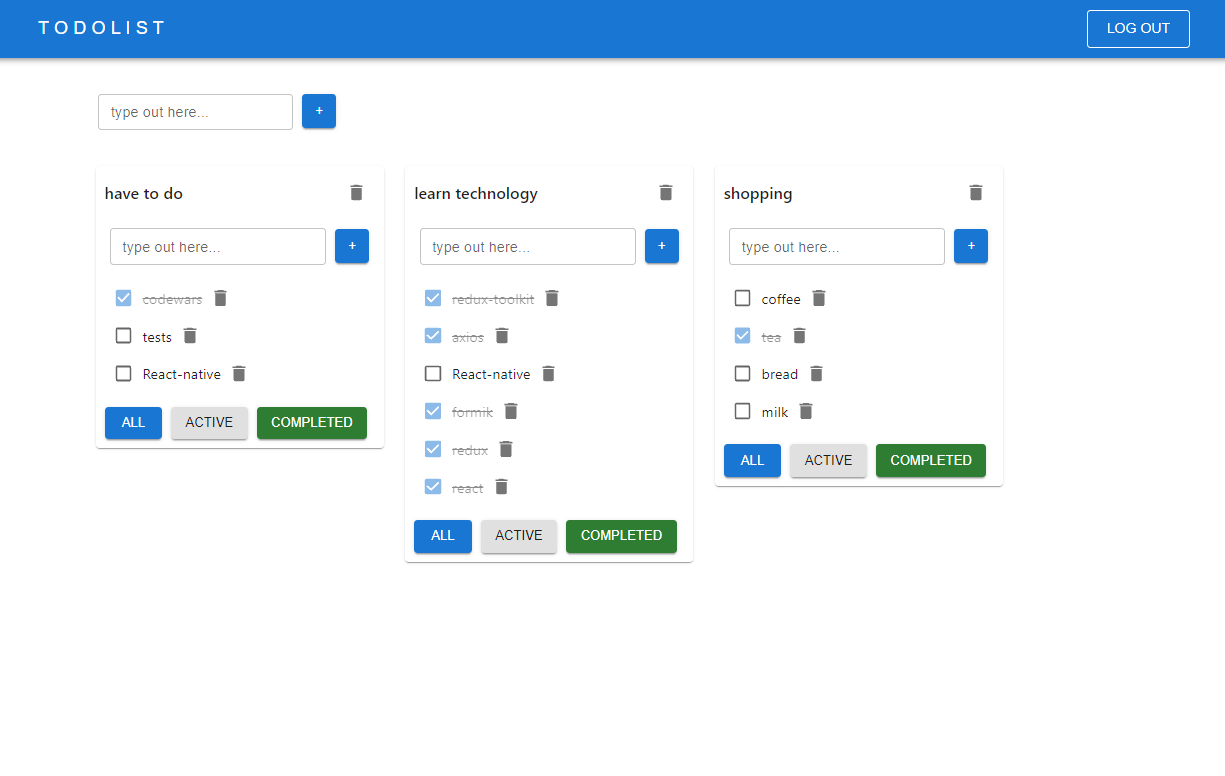 TODOLIST
LOG OUT
type out here...
+
have to do
type out here...
+
codewars
tests
React-native
ALL ACTIVE COMPLETED
learn technology
type out here...
+
redux-toolkit
axios
React-native
formik
redux
react
ALL ACTIVE COMPLETED
shopping
type out here...
+
coffee
tea
bread
milk
ALL ACTIVE COMPLETED